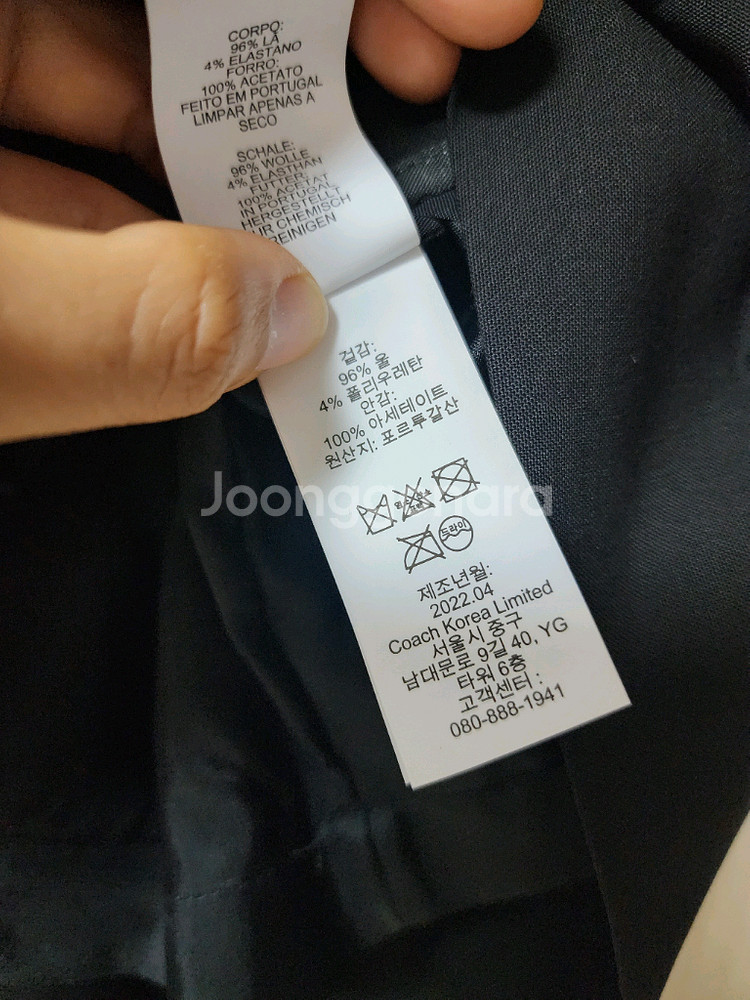 CORPO:
96% LÃ
4% ELASTANO
FORRO:
100% ACETATO
FEITO EM PORTUGAL
LIMPAR APENAS A
SECO
SCHALE:
96% WOLLE
4% ELASTHAN
FUTTER:
100% ACETAT
IN PORTUGAL
HERGESTELLT
UR CHEMISCH
REINIGEN
겉감:
96% 울
4% 폴리우레탄
안감:
100% 아세테이트
원산지: 포르투갈산
Joonggonara
드라이
제조년월:
2022.04
Coach Korea Limited
서울시 중구
남대문로 9길 40, YG
타워 6층
고객센터 :
080-888-1941